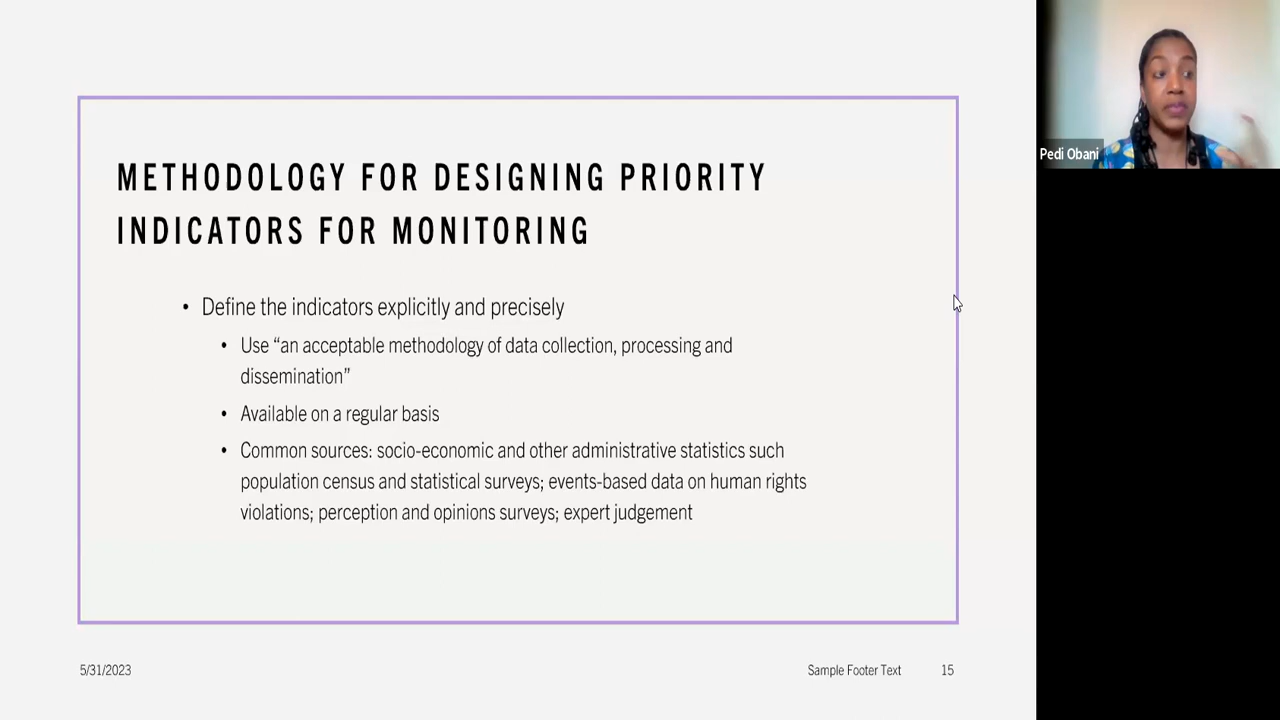 METHODOLOGY FOR DESIGNING PRIORITY
INDICATORS FOR MONITORING
• Define the indicators explicitly and precisely
• Use “an acceptable methodology of data collection, processing and
dissemination”
• Available on a regular basis
• Common sources: socio-economic and other administrative statistics such
population census and statistical surveys; events-based data on human rights
violations; perception and opinions surveys; expert judgement
5/31/2023
Sample Footer Text
15
Pedi Obani